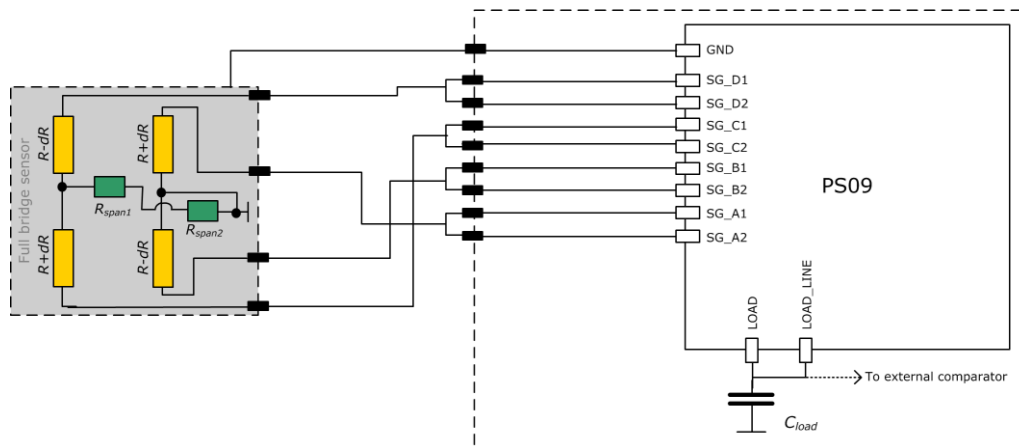 Full bridge sensor
R-dR
R+dR
R+dR
R-dR
Rspan1
Rspan2
GND
SG_D1
SG_D2
SG_C1
SG_C2
SG_B1
SG_B2
SG_A1
SG_A2
PS09
LOAD
LOAD_LINE
To external comparator
Cload